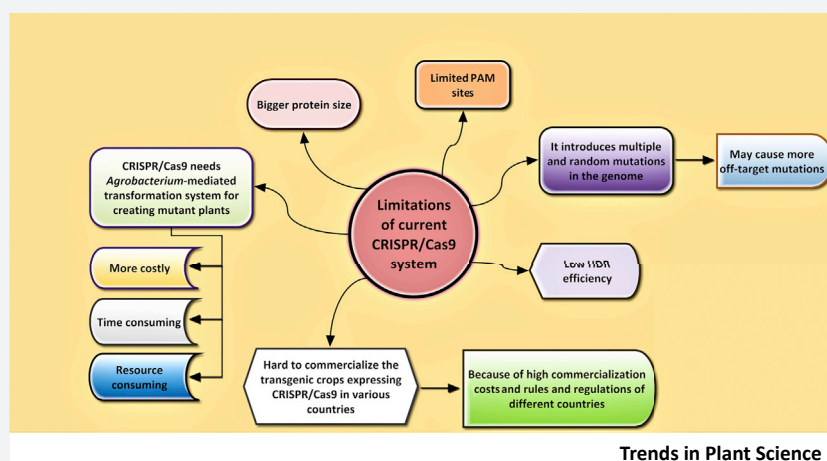 Limited PAM
sites
Bigger protein size
It introduces multiple
and random mutations
in the genome
May cause more
off-target mutations
CRISPR/Cas9 needs
Agrobacterium-mediated
transformation system for
creating mutant plants
Limitations
of current
CRISPR/Cas9
system
Low
efficiency
More costly
Time consuming
Resource
consuming
Hard to commercialize the
transgenic crops expressing
CRISPR/Cas9 in various
countries
Because of high commercialization
costs and rules and regulations of
different countries
Trends in Plant Science